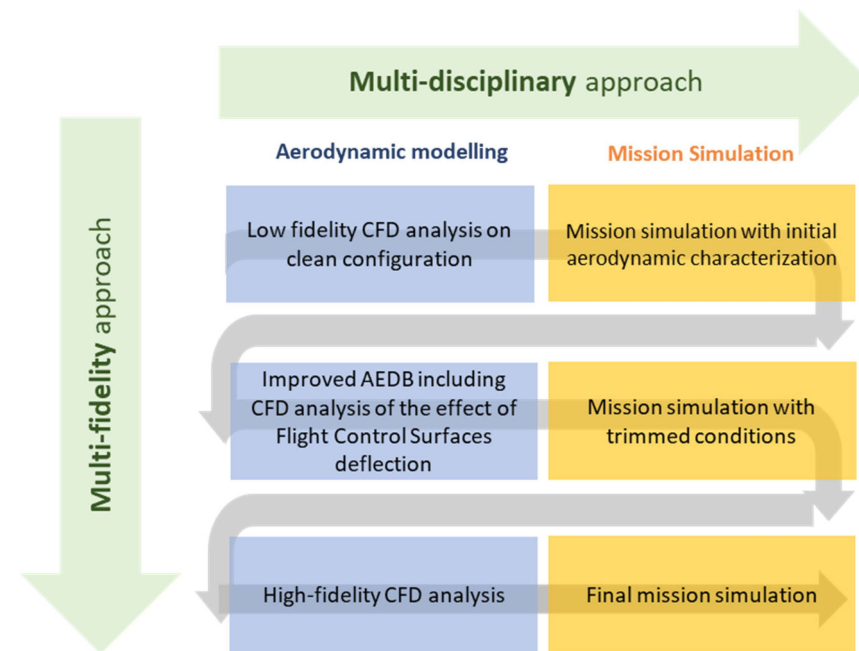 Multi-disciplinary approach
Aerodynamic modelling
Mission Simulation
Multi-fidelity approach
Low fidelity CFD analysis on
clean configuration
Mission simulation with initial
aerodynamic characterization
Improved AEDB including
CFD analysis of the effect of
Flight Control Surfaces
deflection
Mission simulation with
trimmed conditions
High-fidelity CFD analysis
Final mission simulation